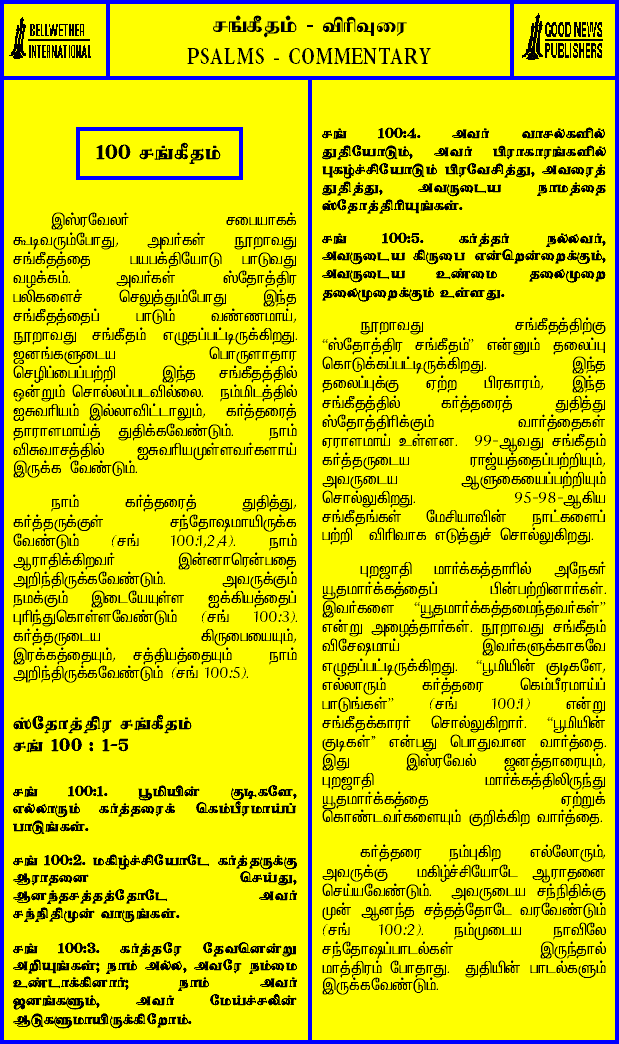 BELLWETHER
INTERNATIONAL
சங்கீதம் - விரிவுரை
PSALMS - COMMENTARY
GOOD NEWS
PUBLISHERS
100 சங்கீதம்
இஸ்ரவேலர் சபையாகக்
கூடிவரும்போது, அவர்கள் நூறாவது
சங்கீதத்தை பயபக்தியோடு பாடுவது
வழக்கம். அவர்கள் ஸ்தோத்திர
பலிகளைச் செலுத்தும்போது இந்த
சங்கீதத்தைப் பாடும் வண்ணமாய்,
நூறாவது சங்கீதம் எழுதப்பட்டிருக்கிறது.
ஜனங்களுடைய பொருளாதார
செழிப்பைப்பற்றி இந்த சங்கீதத்தில்
ஒன்றும் சொல்லப்படவில்லை. நம்மிடத்தில்
ஐசுவரியம் இல்லாவிட்டாலும், கர்த்தரைத்
தாராளமாய்த் துதிக்கவேண்டும். நாம்
விசுவாசத்தில் ஐசுவரியமுள்ளவர்களாய்
இருக்க வேண்டும்.
நாம் கர்த்தரைத் துதித்து,
கர்த்தருக்குள் சந்தோஷமாயிருக்க
வேண்டும் (சங் 100:1,2,4). நாம்
ஆராதிக்கிறவர் இன்னாரென்பதை
அறிந்திருக்கவேண்டும். அவருக்கும்
நமக்கும் இடையேயுள்ள ஐக்கியத்தைப்
புரிந்துகொள்ளவேண்டும் (சங் 100:3).
கர்த்தருடைய கிருபையையும்,
இரக்கத்தையும், சத்தியத்தையும் நாம்
அறிந்திருக்கவேண்டும் (சங் 100:5).
ஸ்தோத்திர சங்கீதம்
சங் 100 : 1-5
சங் 100:1. பூமியின் குடிகளே,
எல்லாரும் கர்த்தரைக் கெம்பீரமாய்ப்
பாடுங்கள்.
சங் 100:2. மகிழ்ச்சியோடே கர்த்தருக்கு
ஆராதனை செய்து,
ஆனந்தசத்தத்தோடே அவர்
சந்நிதிமுன் வாருங்கள்.
சங் 100:3. கர்த்தரே தேவனென்று
அறியுங்கள்; நாம் அல்ல, அவரே நம்மை
உண்டாக்கினார்; நாம் அவர்
ஜனங்களும், அவர் மேய்ச்சலின்
ஆடுகளுமாயிருக்கிறோம்.
சங் 100:4. அவர் வாசல்களில்
துதியோடும், அவர் பிராகாரங்களில்
புகழ்ச்சியோடும் பிரவேசித்து, அவரைத்
துதித்து, அவருடைய நாமத்தை
ஸ்தோத்திரியுங்கள்.
சங் 100:5. கர்த்தர் நல்லவர்,
அவருடைய கிருபை என்றென்றைக்கும்,
அவருடைய உண்மை தலைமுறை
தலைமுறைக்கும் உள்ளது.
நூறாவது சங்கீதத்திற்கு
“ஸ்தோத்திர சங்கீதம்” என்னும் தலைப்பு
கொடுக்கப்பட்டிருக்கிறது. இந்த
தலைப்புக்கு ஏற்ற பிரகாரம், இந்த
சங்கீதத்தில் கர்த்தரைத் துதித்து
ஸ்தோத்திரிக்கும் வார்த்தைகள்
ஏராளமாய் உள்ளன. 99-ஆவது சங்கீதம்
கர்த்தருடைய ராஜ்யத்தைப்பற்றியும்,
அவருடைய ஆளுகையைப்பற்றியும்
சொல்லுகிறது. 95-98-ஆகிய
சங்கீதங்கள் மேசியாவின் நாட்களைப்
பற்றி விரிவாக எடுத்துச் சொல்லுகிறது.
புறஜாதி மார்க்கத்தாரில் அநேகர்
யூதமார்க்கத்தைப் பின்பற்றினார்கள்.
இவர்களை “யூதமார்க்கத்தமைந்தவர்கள்”
என்று அழைத்தார்கள். நூறாவது சங்கீதம்
விசேஷமாய் இவர்களுக்காகவே
எழுதப்பட்டிருக்கிறது. “பூமியின் குடிகளே,
எல்லாரும் கர்த்தரை கெம்பீரமாய்ப்
பாடுங்கள்” (சங் 100:1) என்று
சங்கீதக்காரர் சொல்லுகிறார். “பூமியின்
குடிகள்” என்பது பொதுவான வார்த்தை.
இது இஸ்ரவேல் ஜனத்தாரையும்,
புறஜாதி மார்க்கத்திலிருந்து
யூதமார்க்கத்தை ஏற்றுக்
கொண்டவர்களையும் குறிக்கிற வார்த்தை.
கர்த்தரை நம்புகிற எல்லோரும்,
அவருக்கு மகிழ்ச்சியோடே ஆராதனை
செய்யவேண்டும். அவருடைய சந்நிதிக்கு
முன் ஆனந்த சத்தத்தோடே வரவேண்டும்
(சங் 100:2). நம்முடைய நாவிலே
சந்தோஷப்பாடல்கள் இருந்தால்
மாத்திரம் போதாது. துதியின் பாடல்களும்
இருக்கவேண்டும்.